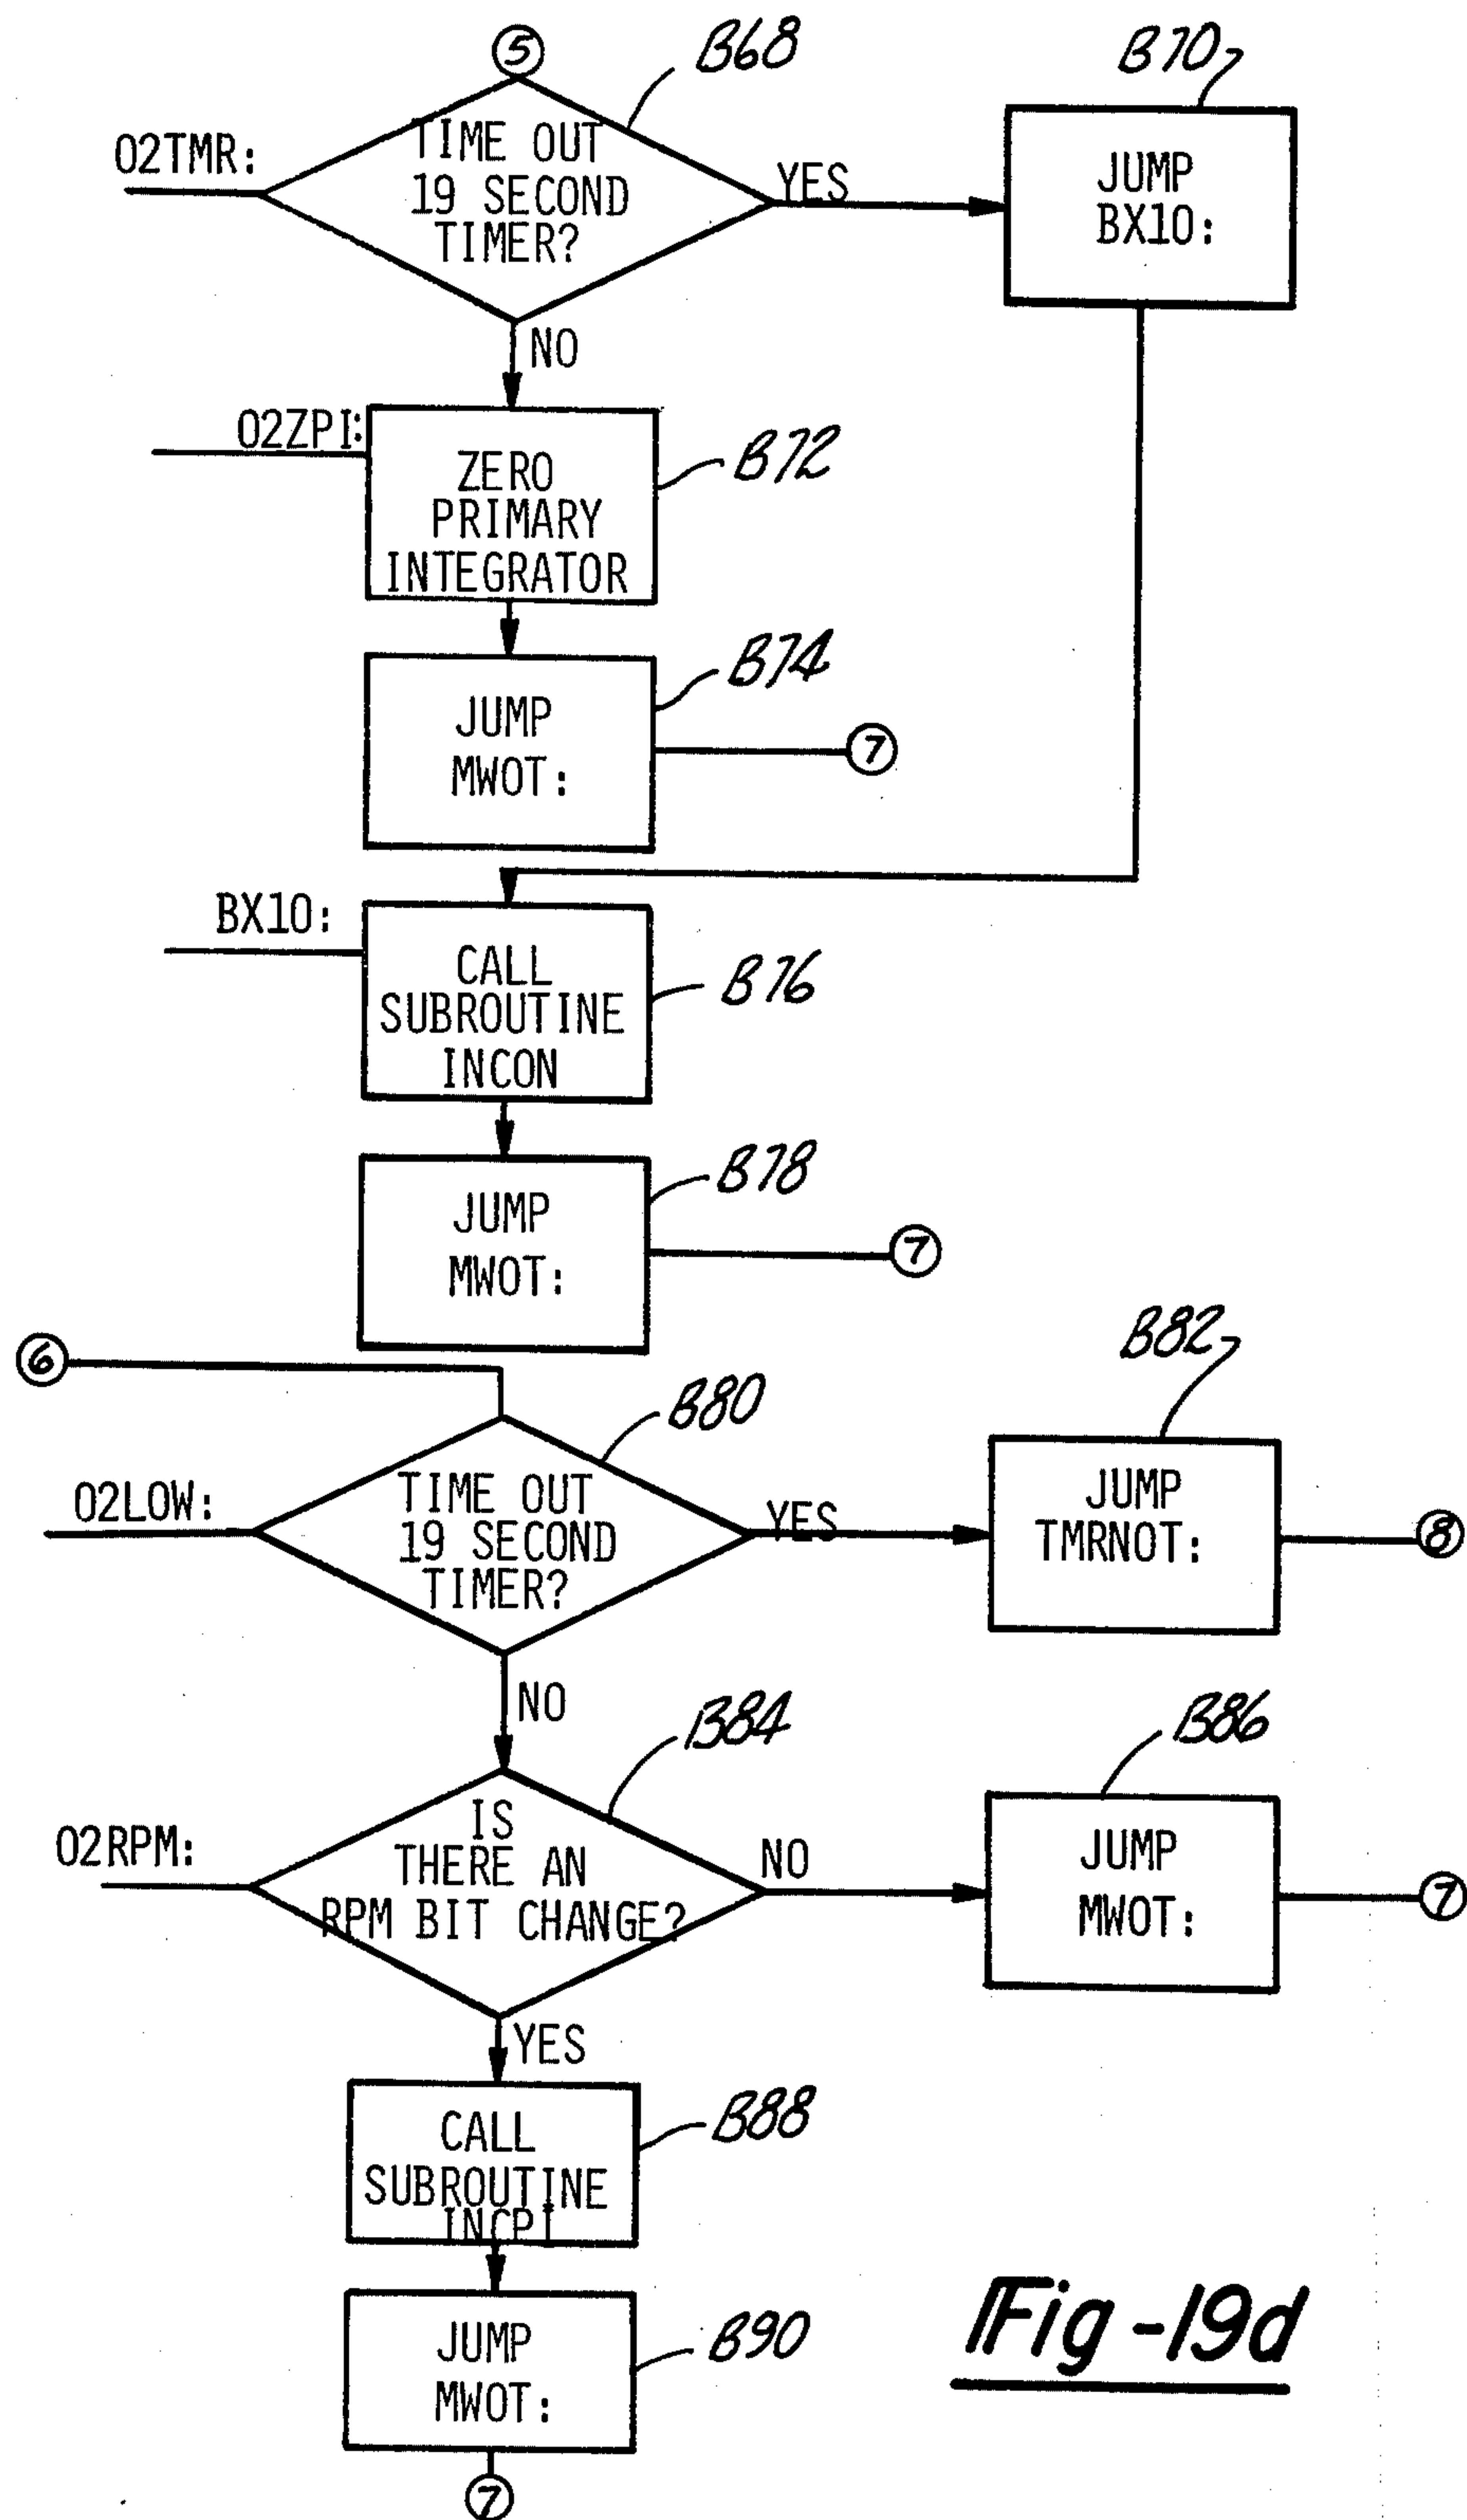 5
B68
B70
O2TMR:
TIME OUT
19 SECOND
TIMER?
YES
JUMP
BX10:
NO
O2ZPI:
ZERO
PRIMARY
INTEGRATOR
B72
JUMP
MWOT:
B74
7
BX10:
CALL
SUBROUTINE
INCON
B76
JUMP
MWOT:
B78
7
6
B80
B82
O2LOW:
TIME OUT
19 SECOND
TIMER?
YES
JUMP
TMRNOT:
8
NO
B84
B86
O2RPM:
IS
THERE AN
RPM BIT CHANGE?
NO
JUMP
MWOT:
7
YES
CALL
SUBROUTINE
INCPI
B88
JUMP
MWOT:
B90
7
Fig-19d